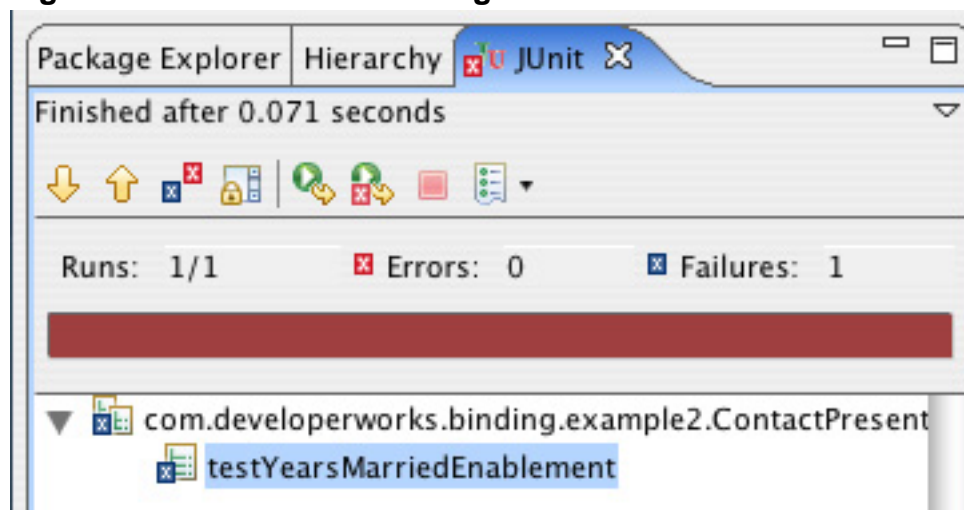 Package Explorer Hierarchy JUnit
Finished after 0.071 seconds
Runs: 1/1 Errors: 0 Failures: 1
com.developerworks.binding.example2.ContactPresent
testYearsMarriedEnablement